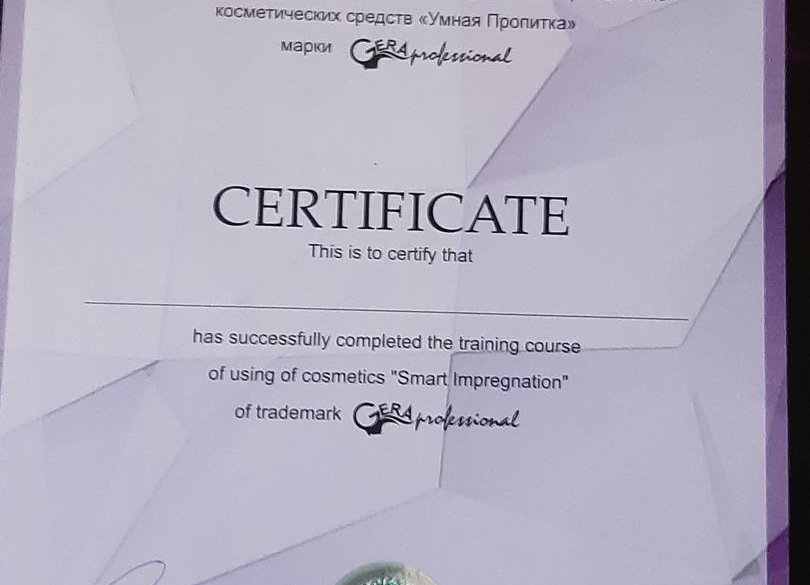 косметических средств «Умная Пропитка»
марки GERA professional
CERTIFICATE
This is to certify that
has successfully completed the training course
of using of cosmetics "Smart Impregnation"
of trademark GERA professional